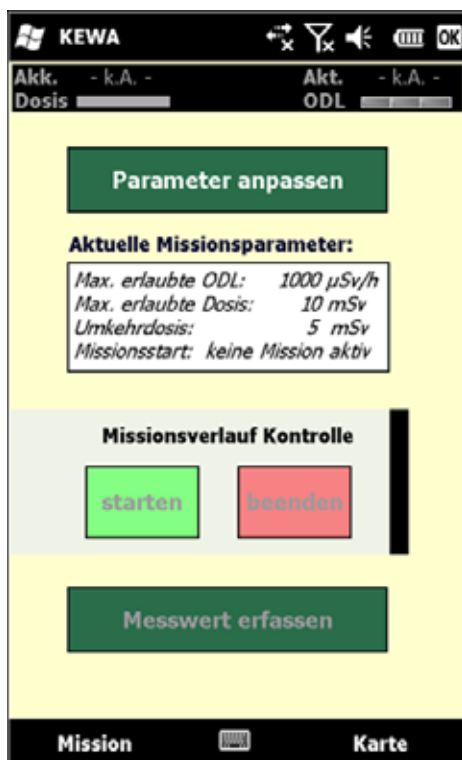 KEWA OK
Akk. - k.A. - Akt. - k.A. -
Dosis ODL
Parameter anpassen
Aktuelle Missionsparameter:
Max. erlaubte ODL: 1000 µSv/h
Max. erlaubte Dosis: 10 mSv
Umkehrdosis: 5 mSv
Missionsstart: keine Mission aktiv
Missionsverlauf Kontrolle
starten beenden
Messwert erfassen
Mission Karte